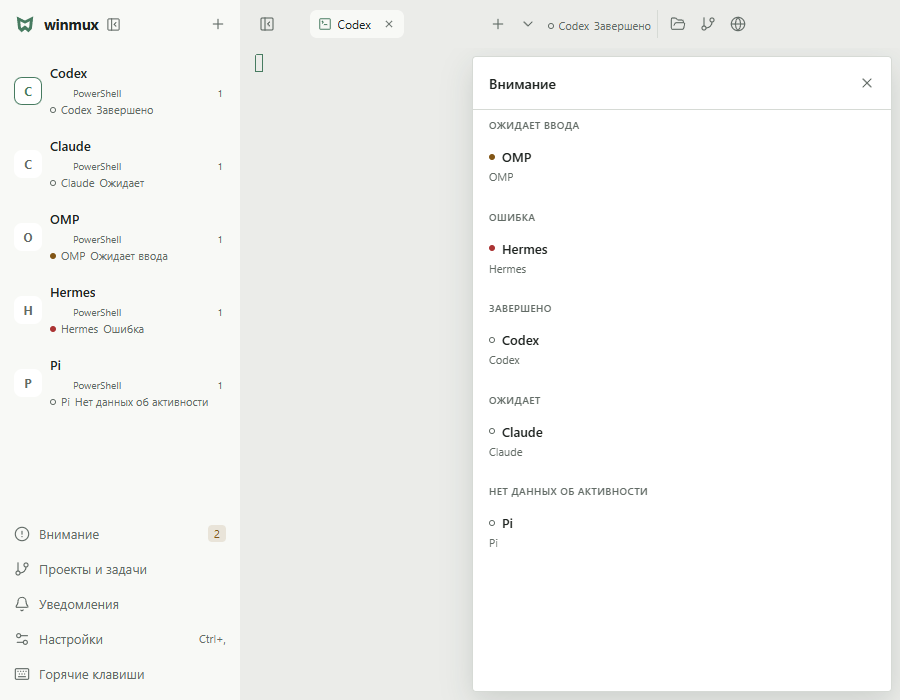 winmux
Codex
C
PowerShell
1
Codex Завершено
Claude
C
PowerShell
1
Claude Ожидает
OMP
O
PowerShell
1
OMP Ожидает ввода
Hermes
H
PowerShell
1
Hermes Ошибка
Pi
P
PowerShell
1
Pi Нет данных об активности
Внимание 2
Проекты и задачи
Уведомления
Настройки Ctrl+,
Горячие клавиши
Codex
Codex Завершено
Внимание
ОЖИДАЕТ ВВОДА
OMP
OMP
ОШИБКА
Hermes
Hermes
ЗАВЕРШЕНО
Codex
Codex
ОЖИДАЕТ
Claude
Claude
НЕТ ДАННЫХ ОБ АКТИВНОСТИ
Pi
Pi